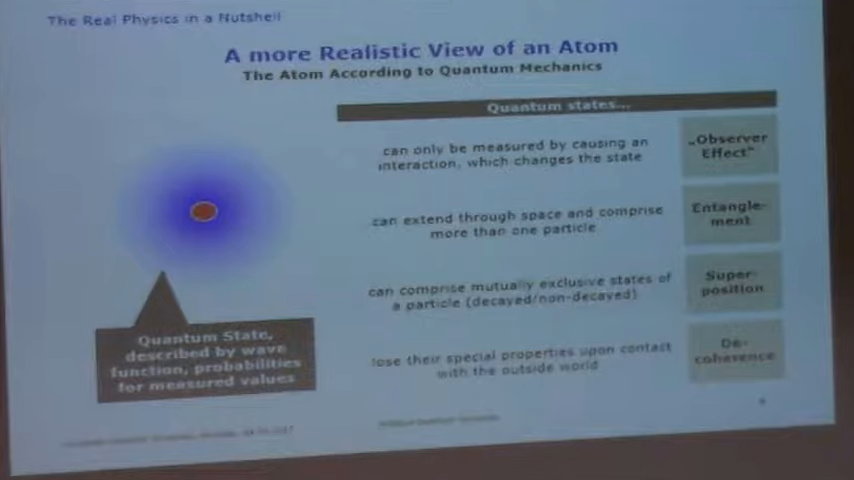 The Real Physics in a Nutshell
A more Realistic View of an Atom
The Atom According to Quantum Mechanics
Quantum states...
can only be measured by causing an
interaction, which changes the state
„Observer
Effect"
can extend through space and comprise
more than one particle
Entangle-
ment
can comprise mutually exclusive states of
a particle (decayed/non-decayed)
Super-
position
lose their special properties upon contact
with the outside world
De-
coherence
Quantum State,
described by wave
function, probabilities
for measured values